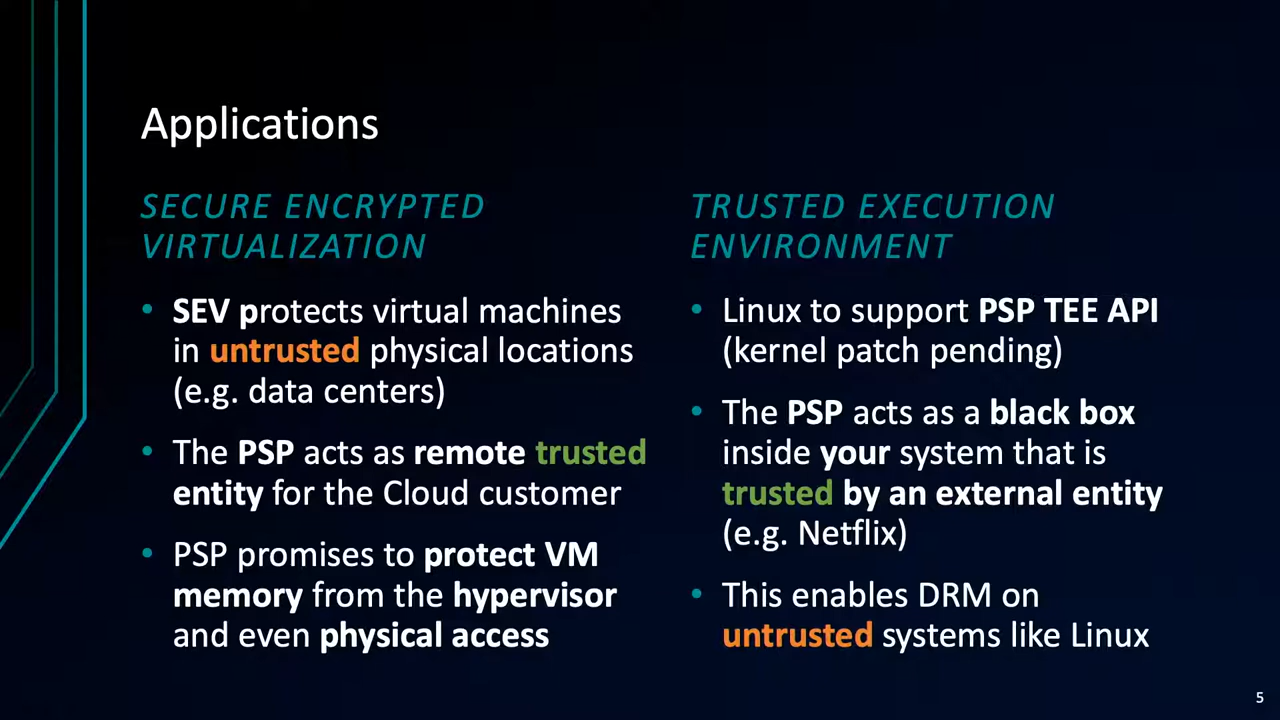 Applications
SECURE ENCRYPTED
VIRTUALIZATION
• SEV protects virtual machines
in untrusted physical locations
(e.g. data centers)
• The PSP acts as remote trusted
entity for the Cloud customer
• PSP promises to protect VM
memory from the hypervisor
and even physical access
TRUSTED EXECUTION
ENVIRONMENT
• Linux to support PSP TEE API
(kernel patch pending)
• The PSP acts as a black box
inside your system that is
trusted by an external entity
(e.g. Netflix)
• This enables DRM on
untrusted systems like Linux
5